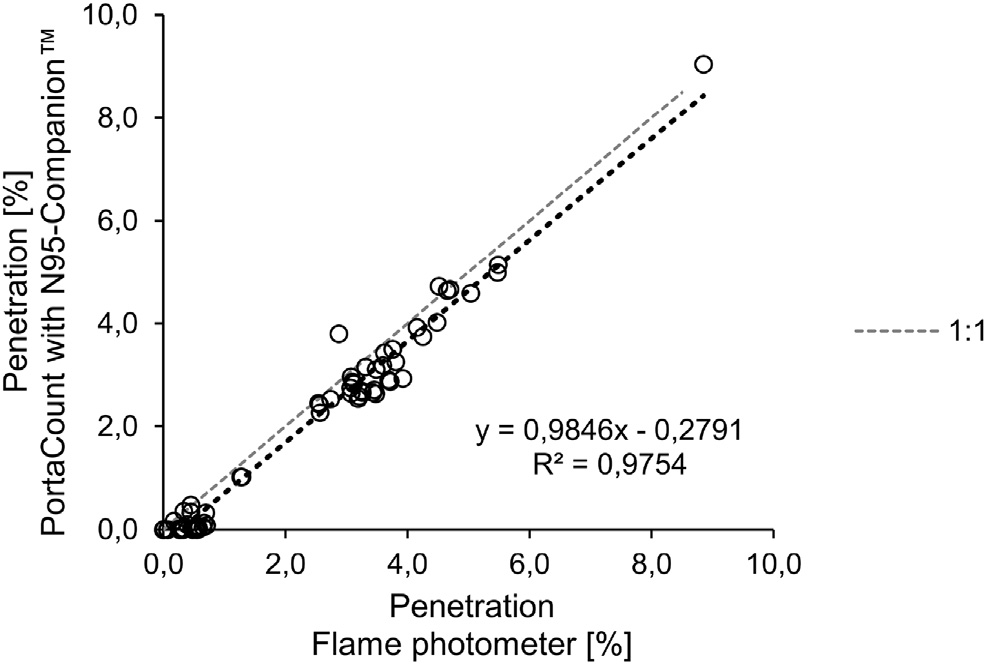 Penetration [%]
PortaCount with N95-Companion™
10,0
8,0
6,0
4,0
2,0
0,0
0,0 2,0 4,0 6,0 8,0 10,0
y = 0,9846x - 0,2791
R² = 0,9754
1:1
Penetration
Flame photometer [%]